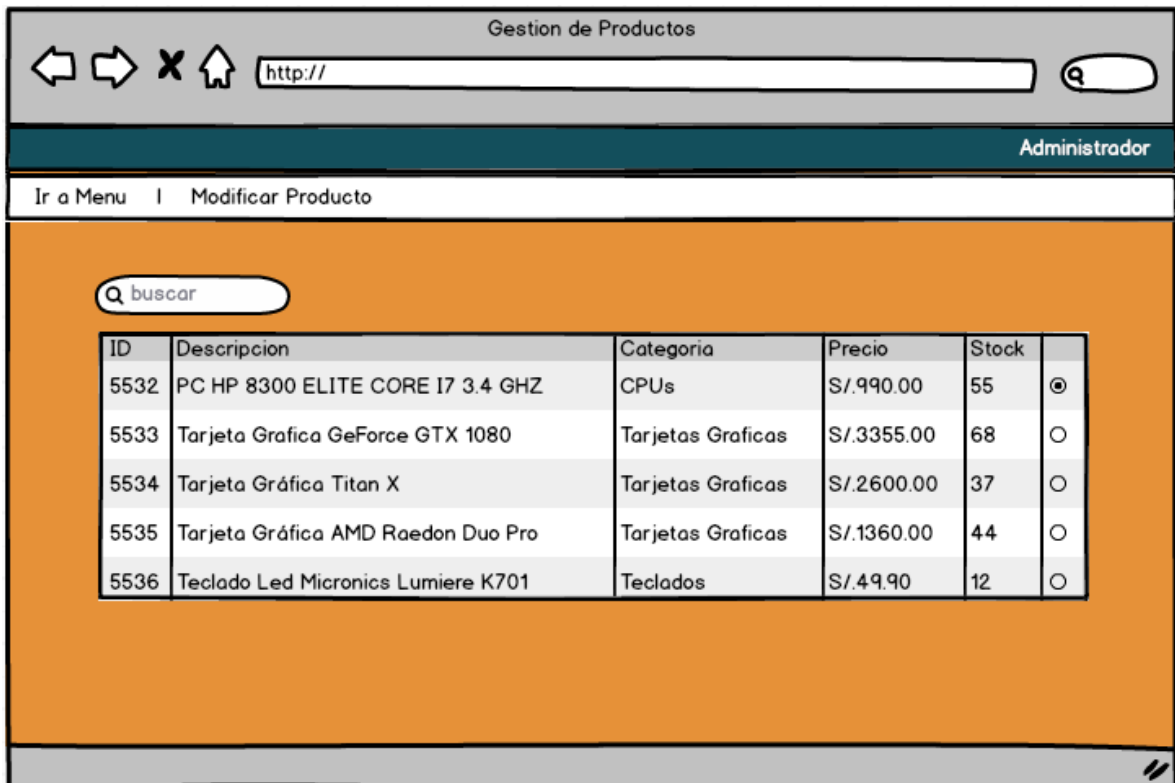 Gestion de Productos
http://
Administrador
Ir a Menu | Modificar Producto
buscar
ID Descripcion Categoria Precio Stock
5532 PC HP 8300 ELITE CORE I7 3.4 GHZ CPUs S/.990.00 55
5533 Tarjeta Grafica GeForce GTX 1080 Tarjetas Graficas S/.3355.00 68
5534 Tarjeta Gráfica Titan X Tarjetas Graficas S/.2600.00 37
5535 Tarjeta Gráfica AMD Raedon Duo Pro Tarjetas Graficas S/.1360.00 44
5536 Teclado Led Micronics Lumiere K701 Teclados S/.49.90 12